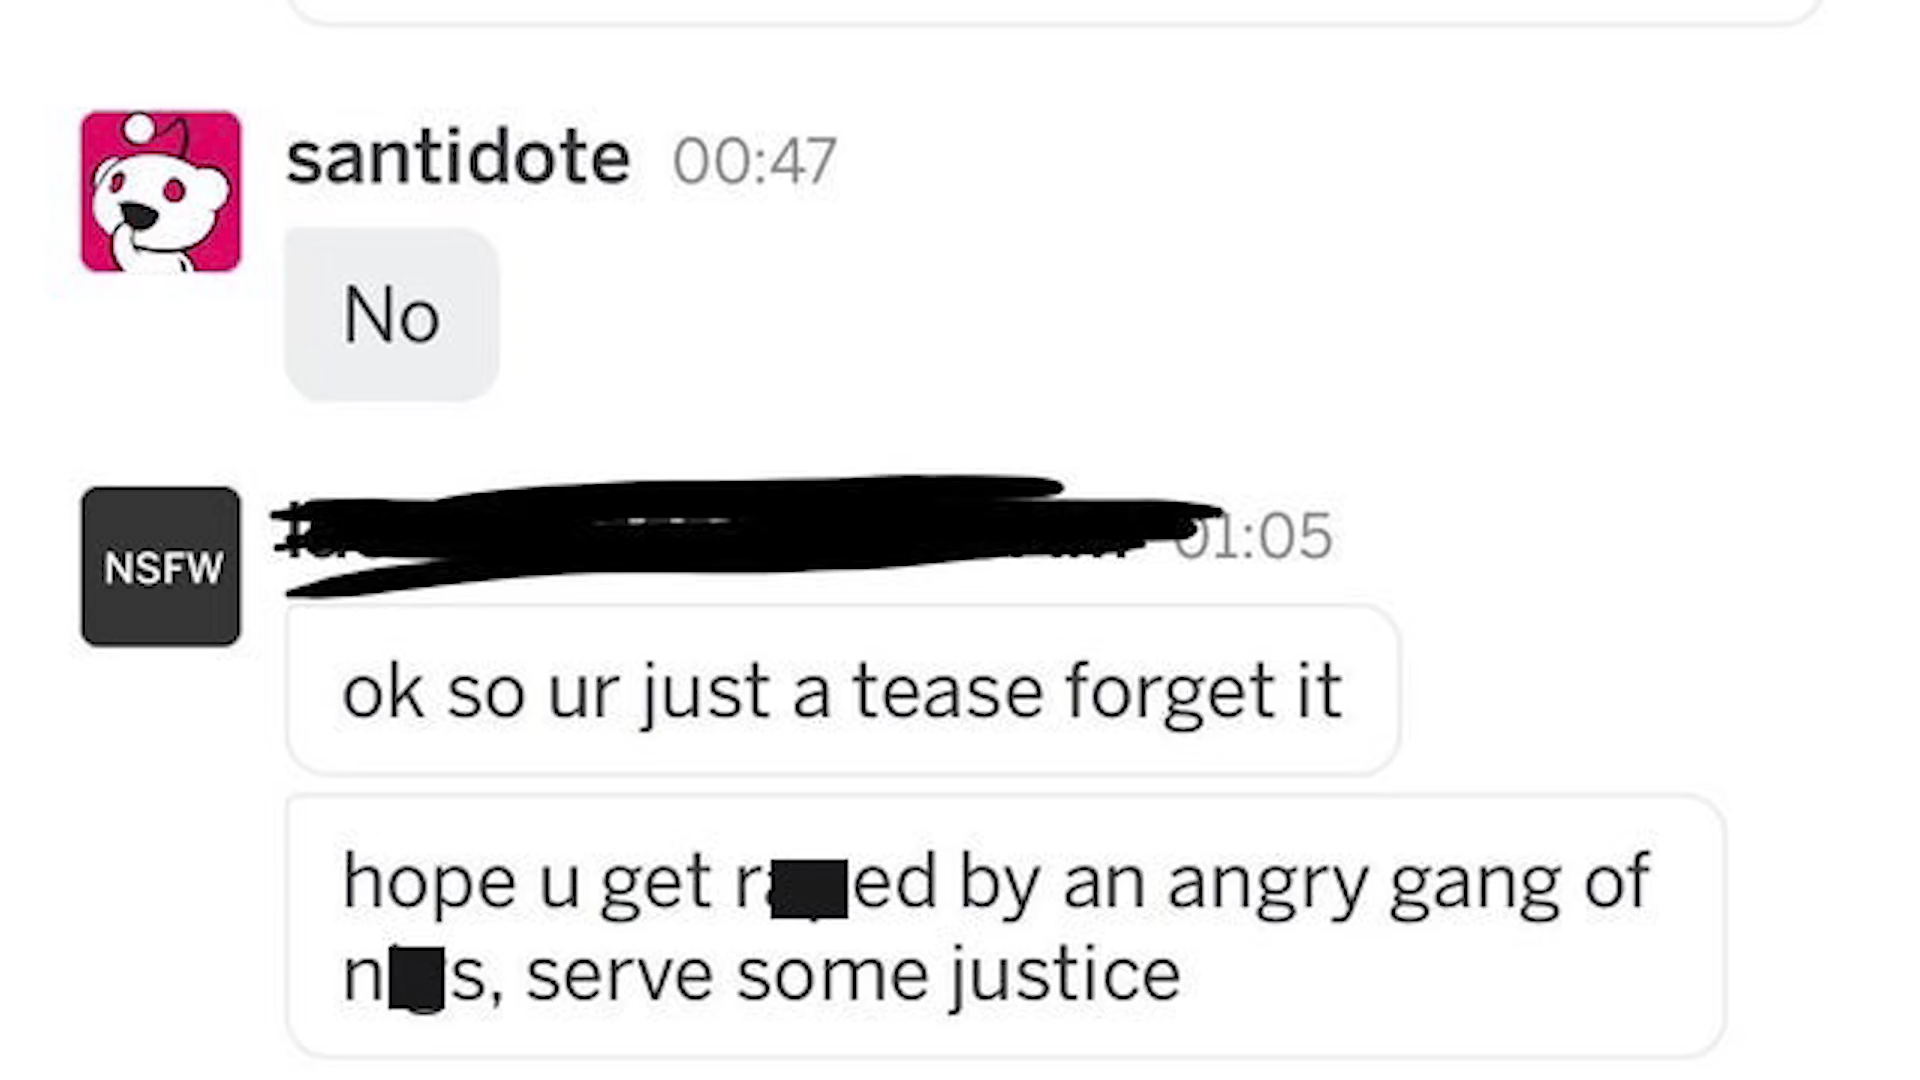 santidote 00:47
No
NSFW
01:05
ok so ur just a tease forget it
hope u get by an angry gang of
serve some justice